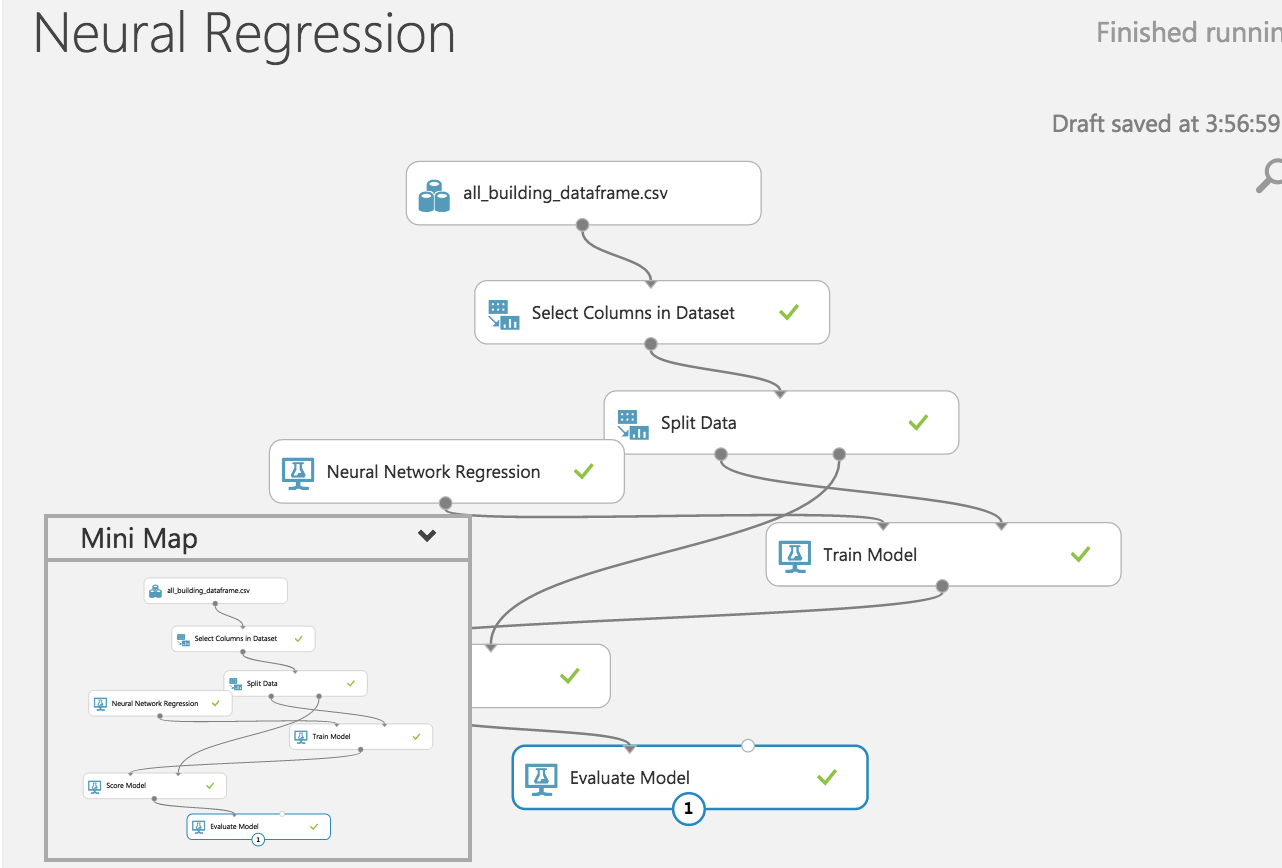 Neural Regression
Finished runnin
Draft saved at 3:56:59
all_building_dataframe.csv
Select Columns in Dataset
Split Data
Neural Network Regression
Train Model
Evaluate Model
1
Mini Map
all_building_dataframe.csv
Select Columns in Dataset
Split Data
Neural Network Regression
Train Model
Score Model
Evaluate Model
1